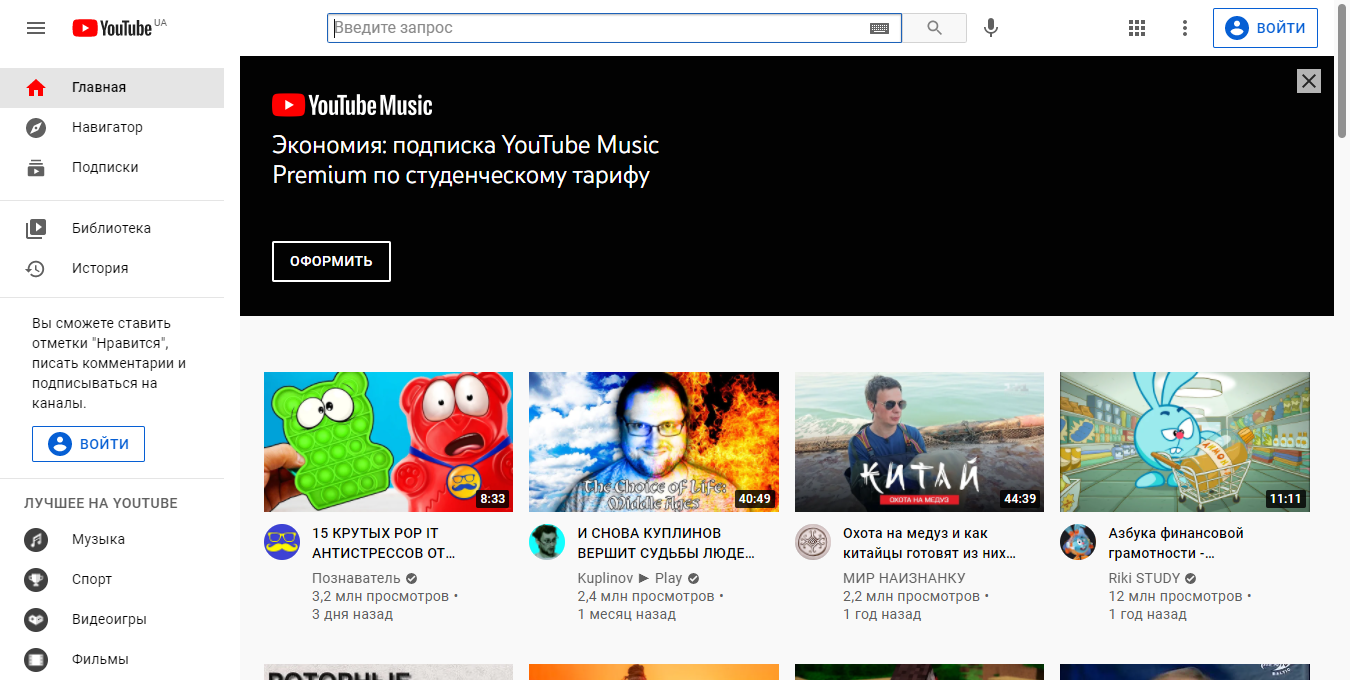 YouTube UA
Введите запрос
ВОЙТИ
Главная
Навигатор
Подписки
Библиотека
История
Вы сможете ставить
отметки "Нравится",
писать комментарии и
подписываться на
каналы.
ВОЙТИ
ЛУЧШЕЕ НА YOUTUBE
Музыка
Спорт
Видеоигры
Фильмы
YouTube Music
Экономия: подписка YouTube Music
Premium по студенческому тарифу
ОФОРМИТЬ
8:33
15 КРУТЫХ POP IT
АНТИСТРЕССОВ ОТ…
Познаватель
3,2 млн просмотров •
3 дня назад
The Choice of Life:
Middle Ages
40:49
И СНОВА КУПЛИНОВ
ВЕРШИТ СУДЬБЫ ЛЮДЕ…
Kuplinov ► Play
2,4 млн просмотров •
1 месяц назад
КИТАЙ
ОХОТА НА МЕДУЗ
44:39
Охота на медуз и как
китайцы готовят из них…
МИР НАИЗНАНКУ
2,2 млн просмотров •
1 год назад
11:11
Азбука финансовой
грамотности -…
Riki STUDY
12 млн просмотров •
1 год назад